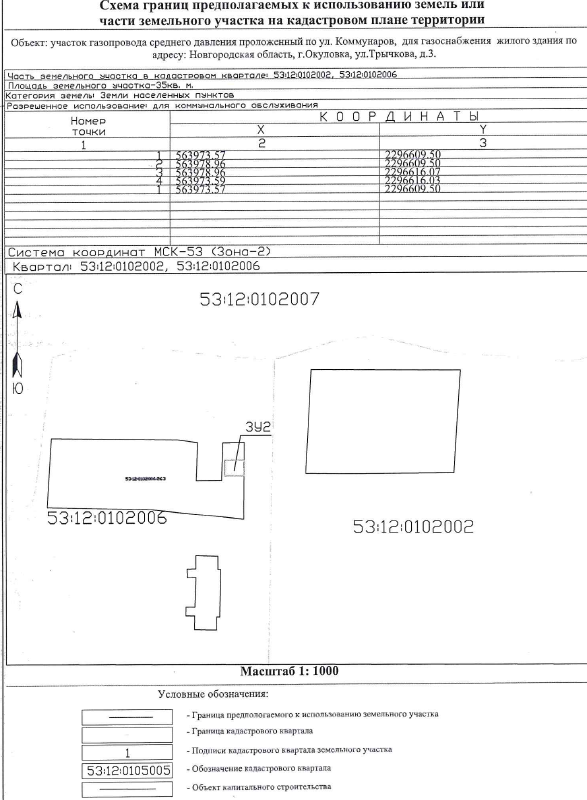 Схема границ предполагаемых к использованию земель или
части земельного участка на кадастровом плане территории
Объект: участок газопровода среднего давления проложенный по ул. Коммунаров, для газоснабжения жилого здания по
адресу: Новгородская область, г.Окуловка, ул.Трычкова, д.3.
Часть земельного участка в кадастровом квартале: 53:12:0102002, 53:12:0102006
Площадь земельного участка-35кв. м.
Категория земель: Земли населенных пунктов
Разрешенное использование: для коммунального обслуживания
Номер точки К О О Р Д И Н А Т Ы
X Y
1 2 3
1 563973.57 2296609.50
2 563978.96 2296609.50
3 563978.96 2296616.07
4 563973.59 2296616.03
1 563973.57 2296609.50
Система координат МСК-53 (Зона-2)
Квартал: 53:12:0102002, 53:12:0102006
С
53:12:0102007
Ю
ЗУ2
53:12:0102006
53:12:0102002
Масштаб 1: 1000
Условные обозначения:
- Граница предполагаемого к использованию земельного участка
- Граница кадастрового квартала
1 - Подписи кадастрового квартала земельного участка
53:12:0105005 - Обозначение кадастрового квартала
- Объект капитального строительства